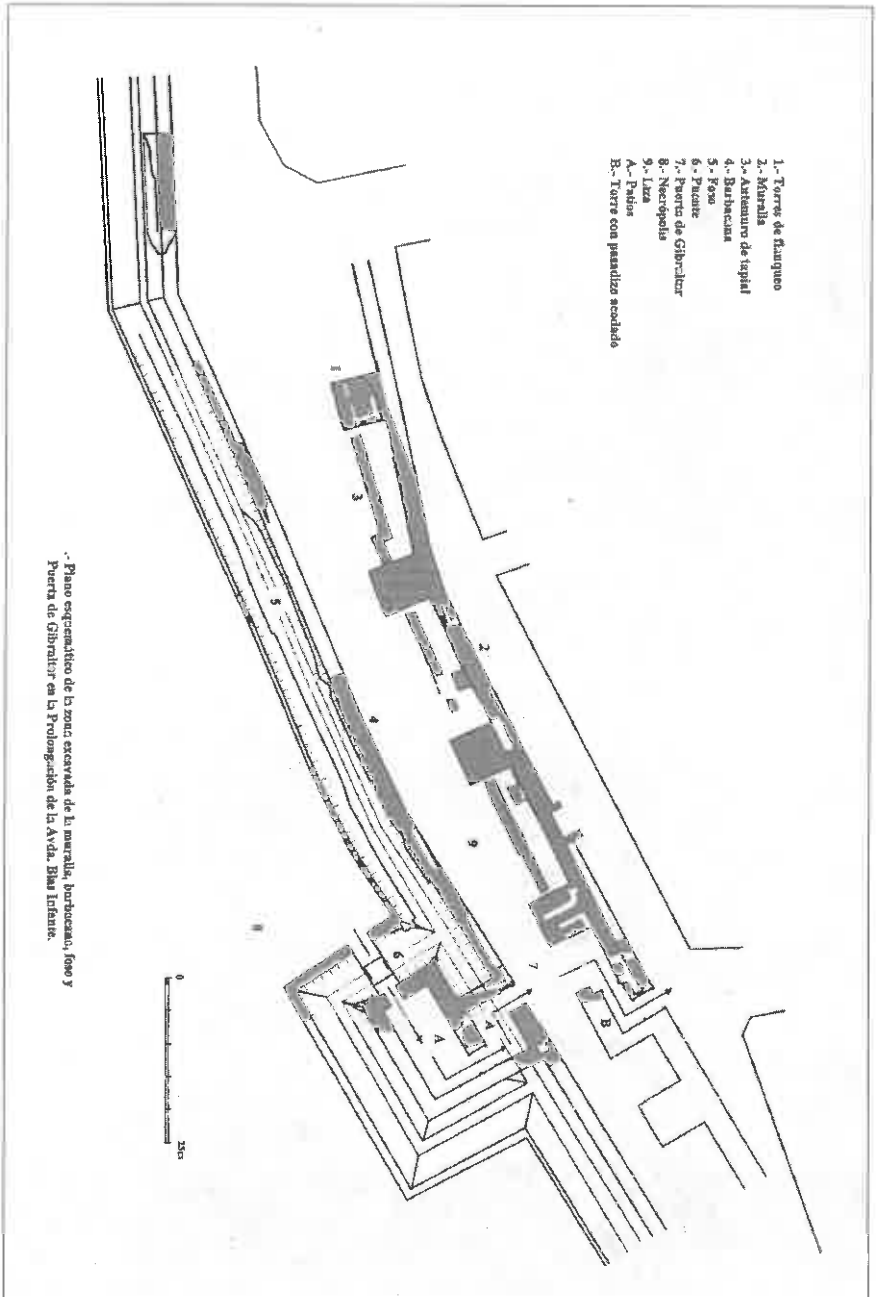 1.- Torres de flanqueo
2.- Muralla
3.- Antemuro de tapial
4.- Barbacana
5.- Foso
6.- Puente
7.- Puerta de Gibraltar
8.- Necrópolis
9.- Liza
A.- Patios
B.- Torre con pasadizo acodado
1
3
2
5
4
9
8
6
7
A
A
B
0
25m
.- Plano esquemático de la zona excavada de la muralla, barbacana, foso y
Puerta de Gibraltar en la Prolongación de la Avda. Blas Infante.